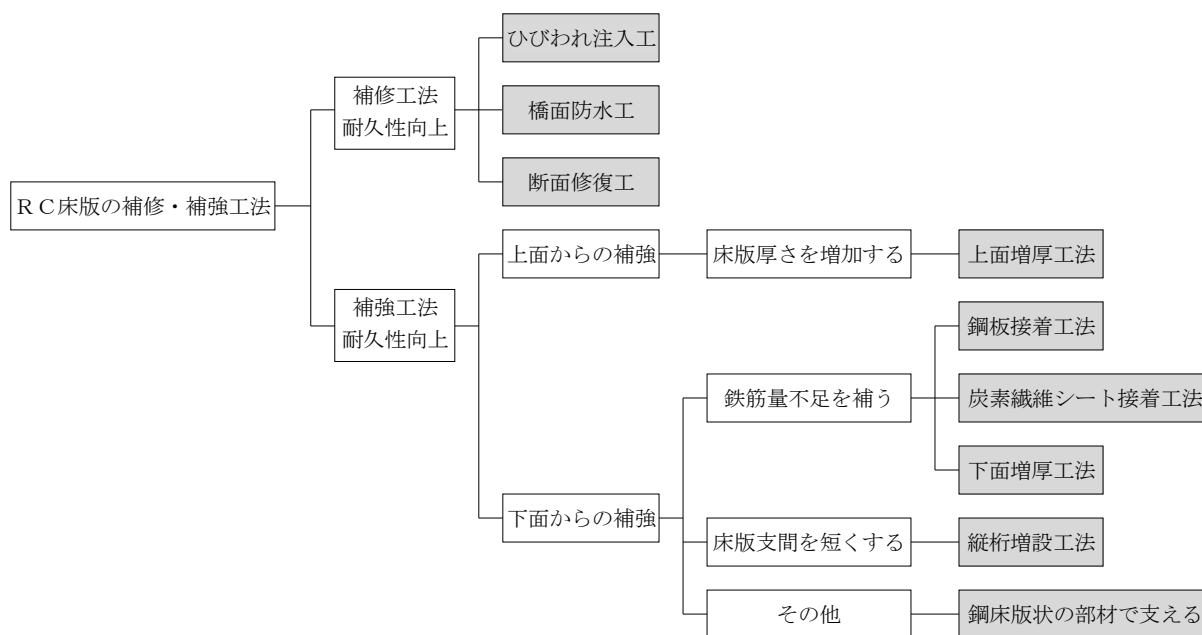 RC床版の補修・補強工法
補修工法
耐久性向上
ひびわれ注入工
橋面防水工
断面修復工
補強工法
耐久性向上
上面からの補強
床版厚さを増加する
上面増厚工法
下面からの補強
鉄筋量不足を補う
鋼板接着工法
炭素繊維シート接着工法
下面増厚工法
床版支間を短くする
縦桁増設工法
その他
鋼床版状の部材で支える